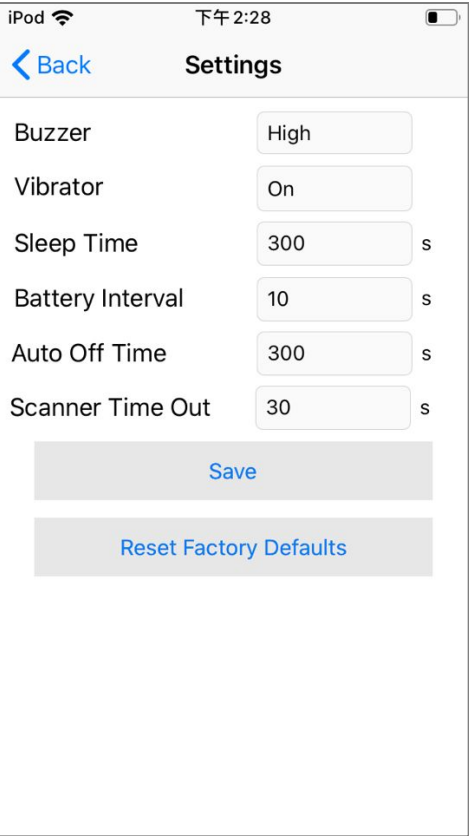 iPod 下午2:28
Back Settings
Buzzer High
Vibrator On
Sleep Time 300 s
Battery Interval 10 s
Auto Off Time 300 s
Scanner Time Out 30 s
Save
Reset Factory Defaults